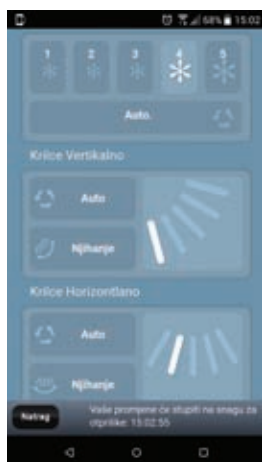 68% 15:02
1 2 3 4 5
Auto.
Krilce Vertikalno
Auto
Njihanje
Krilce Horizontlano
Auto
Njihanje
Natrag
Vaše promjene će stupiti na snagu za
otprilike: 15:02:55